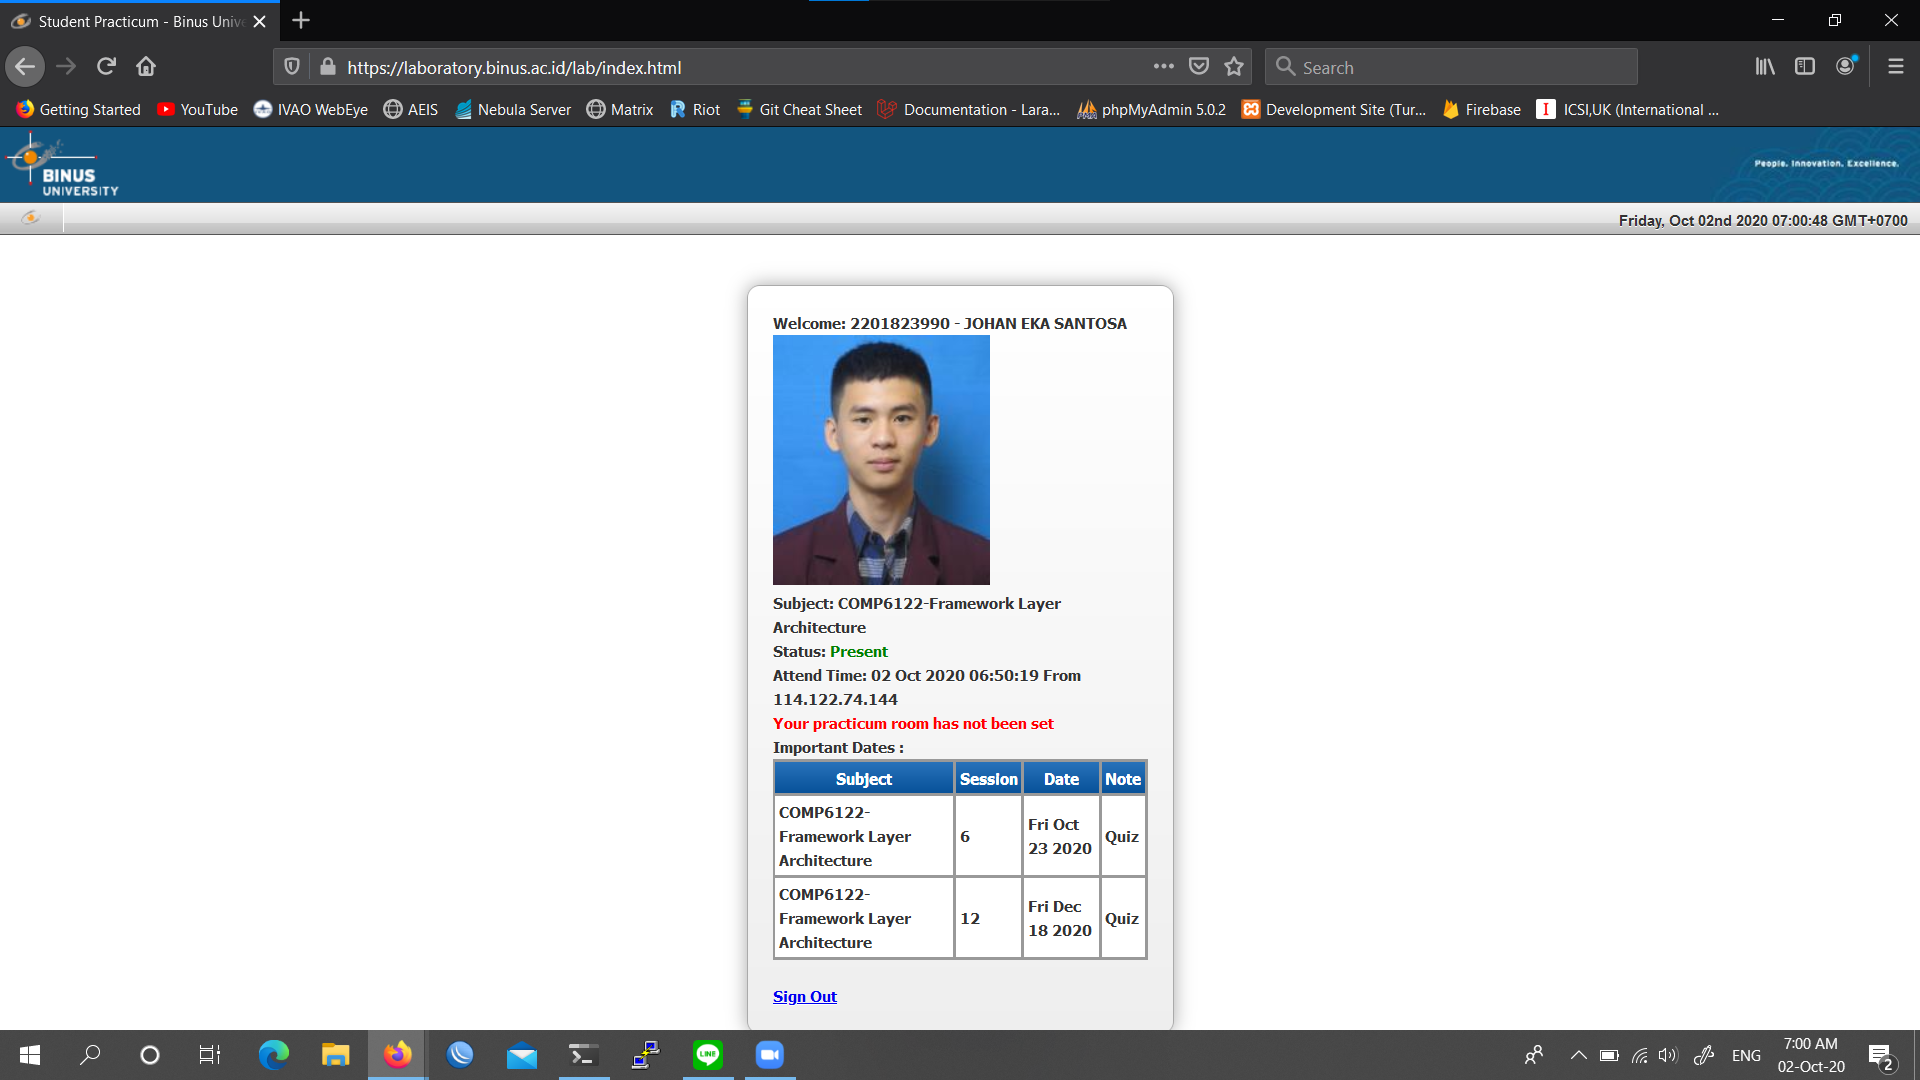 Student Practicum - Binus Unive
https://laboratory.binus.ac.id/lab/index.html
Search
Getting Started
YouTube
IVAO WebEye
AEIS
Nebula Server
Matrix
Riot
Git Cheat Sheet
Documentation - Lara...
phpMyAdmin 5.0.2
Development Site (Tur...
Firebase
ICSI,UK (International ...
BINUS
UNIVERSITY
People. Innovation. Excellence.
Friday, Oct 02nd 2020 07:00:48 GMT+0700
Welcome: 2201823990 - JOHAN EKA SANTOSA
Subject: COMP6122-Framework Layer
Architecture
Status: Present
Attend Time: 02 Oct 2020 06:50:19 From
114.122.74.144
Your practicum room has not been set
Important Dates :
Subject Session Date Note
COMP6122-
Framework Layer
Architecture
6
Fri Oct
23 2020
Quiz
COMP6122-
Framework Layer
Architecture
12
Fri Dec
18 2020
Quiz
Sign Out
LINE
ENG
7:00 AM
02-Oct-20
2